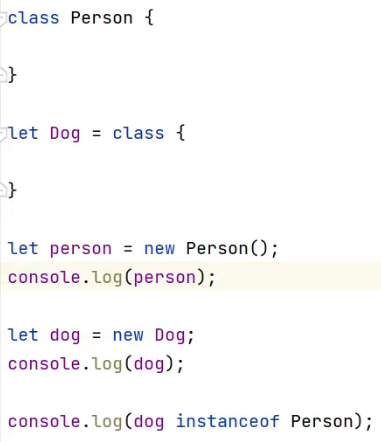 class Person {
}
let Dog = class {
}
let person = new Person();
console.log(person);
let dog = new Dog;
console.log(dog);
console.log(dog instanceof Person);